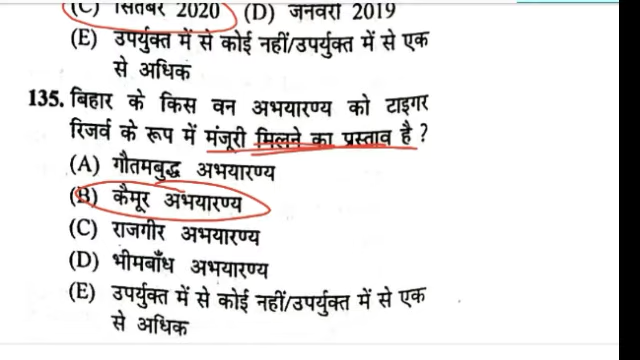 (C) सितंबर 2020 (D) जनवरी 2019
(E) उपर्युक्त में से कोई नहीं/उपर्युक्त में से एक
से अधिक
135. बिहार के किस वन अभयारण्य को टाइगर
रिजर्व के रूप में मंजूरी मिलने का प्रस्ताव है ?
(A) गौतमबुद्ध अभयारण्य
(B) कैमूर अभयारण्य
(C) राजगीर अभयारण्य
(D) भीमबाँध अभयारण्य
(E) उपर्युक्त में से कोई नहीं/उपर्युक्त में से एक
से अधिक